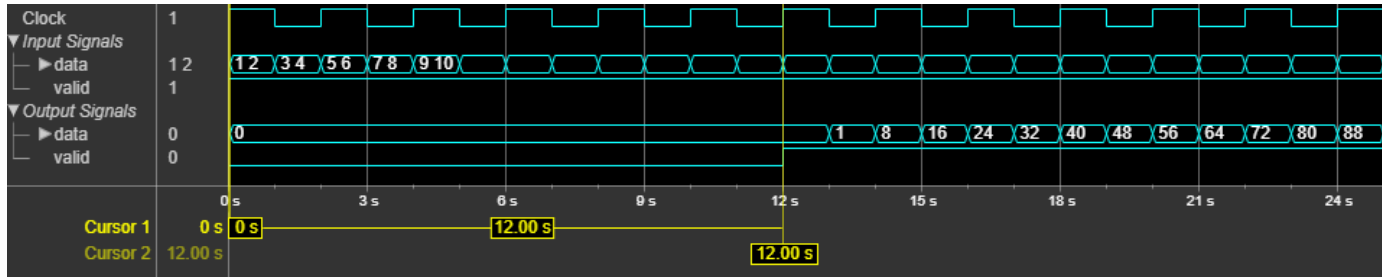 Clock 1
▼ Input Signals
▶ data 1 2 1 2 3 4 5 6 7 8 9 10
valid 1
▼ Output Signals
▶ data 0 0 1 8 16 24 32 40 48 56 64 72 80 88
valid 0
0 s 3 s 6 s 9 s 12 s 15 s 18 s 21 s 24 s
Cursor 1 0 s 0 s 12.00 s
Cursor 2 12.00 s 12.00 s